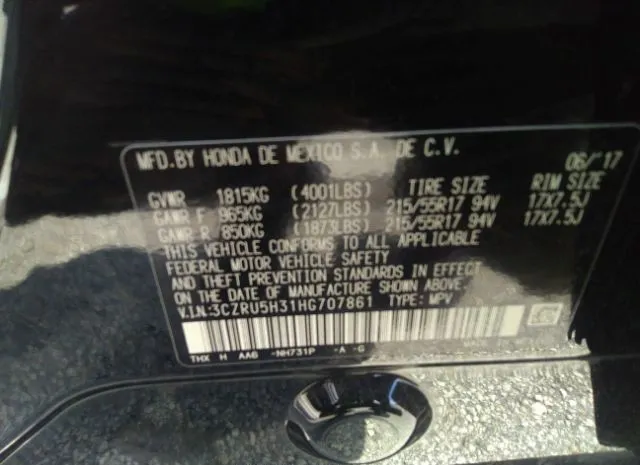 MFD. BY HONDA DE MEXICO S.A. DE C.V. 06/'17
GVWR 1815KG (4001LBS) TIRE SIZE RIM SIZE
GAWR F 965KG (2127LBS) 215/55R17 94V 17X7.5J
GAWR R 850KG (1873LBS) 215/55R17 94V 17X7.5J
THIS VEHICLE CONFORMS TO ALL APPLICABLE
FEDERAL MOTOR VEHICLE SAFETY
AND THEFT PREVENTION STANDARDS IN EFFECT
ON THE DATE OF MANUFACTURE SHOWN ABOVE.
V.I.N:3CZRU5H31HG707861 TYPE: MPV
THX H AA6 -NH731P -A -G